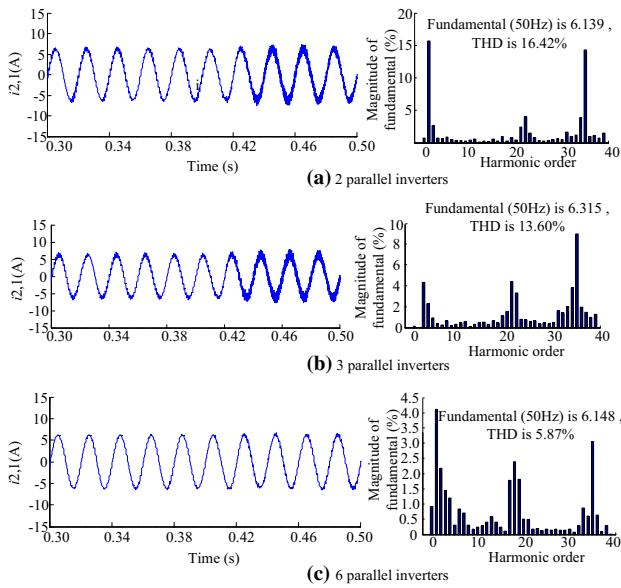 15
10
5
0
-5
-10
-15
i2,1(A)
i
0.30 0.34 0.38 0.42 0.46 0.50
Time (s)
Magnitude of
fundamental (%)
20
10
0
Fundamental (50Hz) is 6.139 ,
THD is 16.42%
0 10 20 30 40
Harmonic order
(a) 2 parallel inverters
15
10
5
0
-5
-10
15
i2,1(A)
0.30 0.34 0.38 0.42 0.46 0.50
Time (s)
Fundamental (50Hz) is 6.315 ,
THD is 13.60%
Magnitude of
fundamental (%)
10
8
6
4
2
0
0 10 20 30 40
Harmonic order
(b) 3 parallel inverters
15
10
5
0
-5
-10
-15
i2,1(A)
0.30 0.34 0.38 0.42 0.46 0.50
Time (s)
Magnitude of
fundamental (%)
4.5
4.0
3.5
3.0
2.5
2.0
1.5
1.0
0.5
0
Fundamental (50Hz) is 6.148 ,
THD is 5.87%
0 10 20 30 40
Harmonic order
(c) 6 parallel inverters